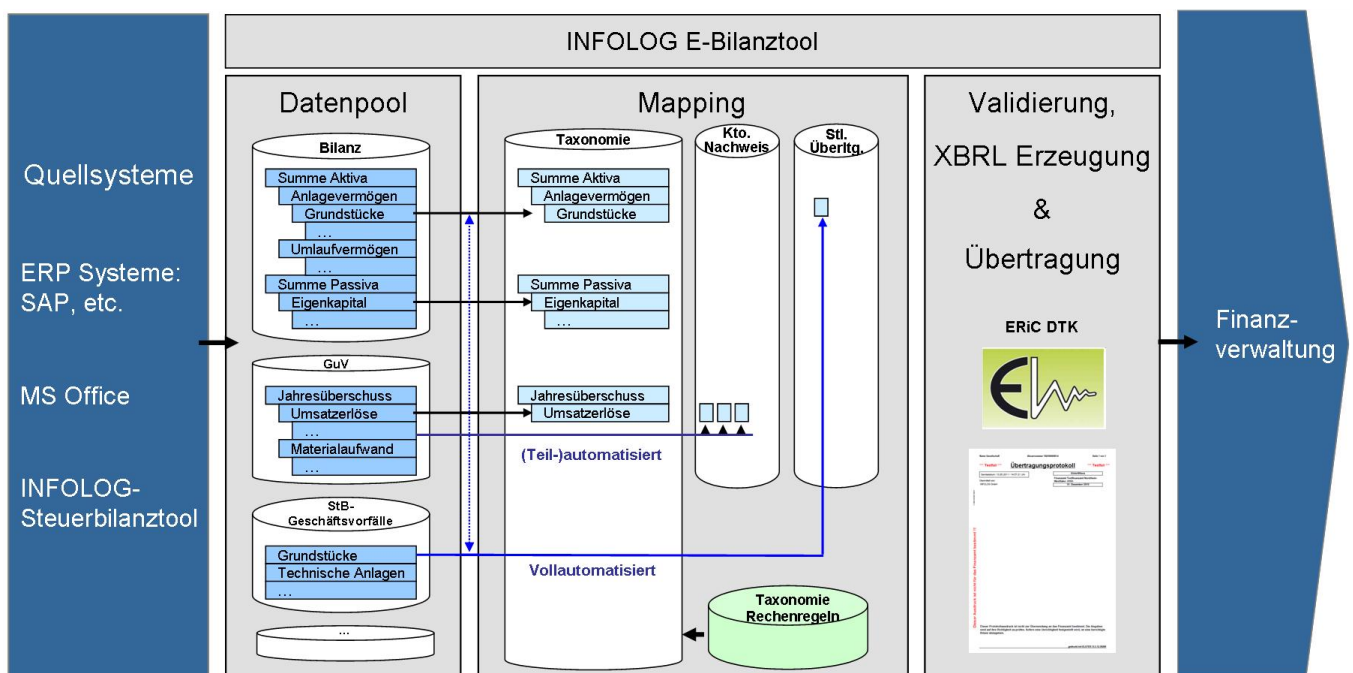 INFOLOG E-Bilanztool
Quellsysteme
ERP Systeme:
SAP, etc.
MS Office
INFOLOG-
Steuerbilanztool
Datenpool
Bilanz
Summe Aktiva
Anlagevermögen
Grundstücke
...
Umlaufvermögen
...
Summe Passiva
Eigenkapital
...
GuV
Jahresüberschuss
Umsatzerlöse
...
Materialaufwand
...
StB-
Geschäftsvorfälle
Grundstücke
Technische Anlagen
...
...
Mapping
Taxonomie
Summe Aktiva
Anlagevermögen
Grundstücke
Summe Passiva
Eigenkapital
...
Jahresüberschuss
Umsatzerlöse
(Teil-)automatisiert
Vollautomatisiert
Kto.
Nachweis
Stl.
Überltg.
Taxonomie
Rechenregeln
Validierung,
XBRL Erzeugung
&
Übertragung
ERiC DTK
Übertragungsprotokoll
Finanz-
verwaltung